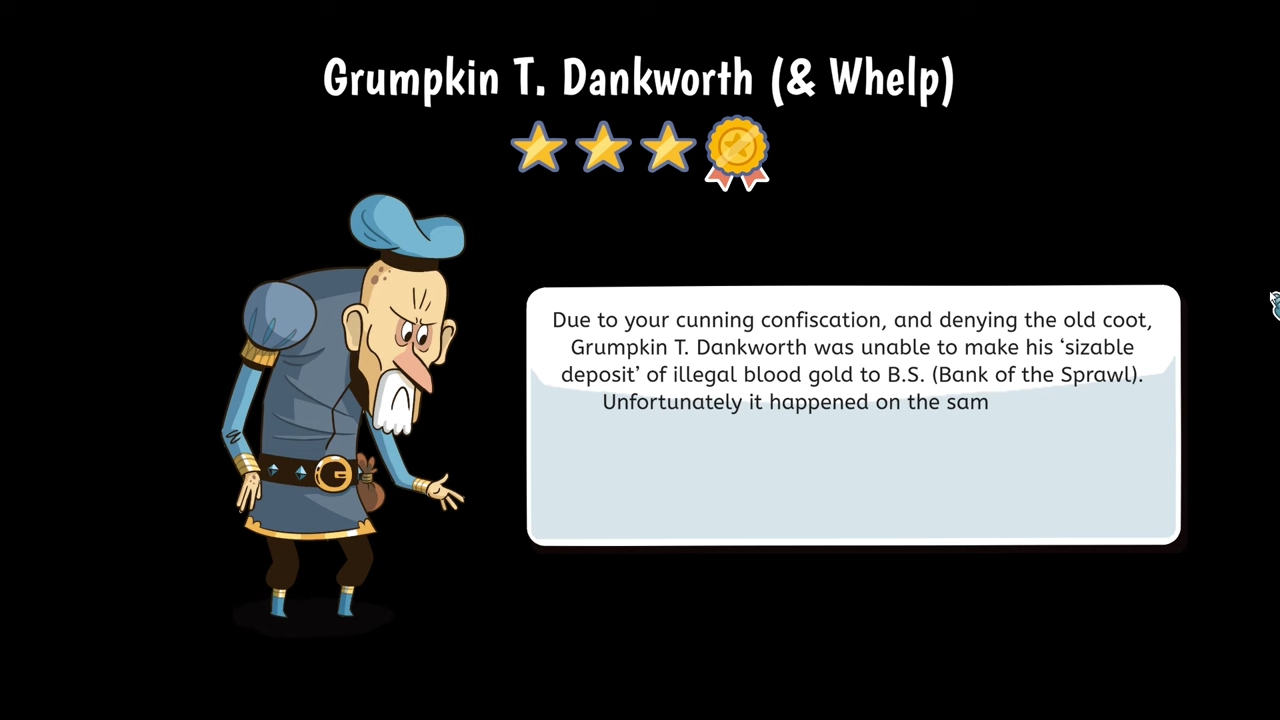 Grumpkin T. Dankworth (& Whelp)
Due to your cunning confiscation, and denying the old coot,
Grumpkin T. Dankworth was unable to make his ‘sizable
deposit’ of illegal blood gold to B.S. (Bank of the Sprawl).
Unfortunately it happened on the sam
G